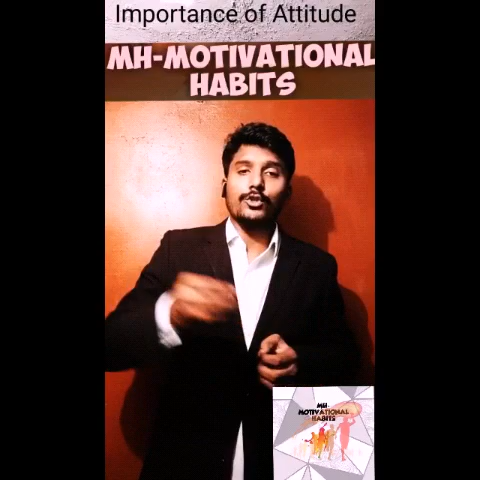 Importance of Attitude
MH-MOTIVATIONAL
HABITS
MH-
MOTIVATIONAL
HABITS